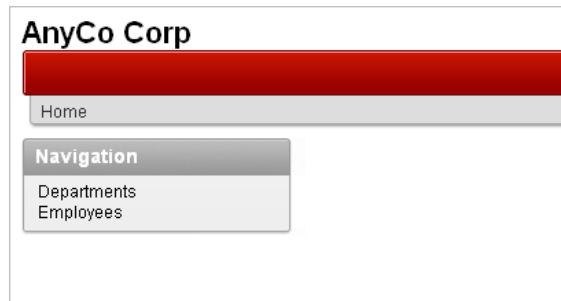 AnyCo Corp
Home
Navigation
Departments
Employees